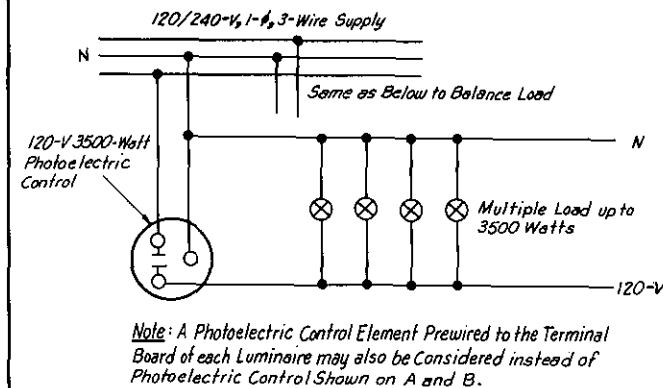 120/240-V, 1-ϕ, 3-Wire Supply
N
Same as Below to Balance Load
120-V 3500-Watt
Photoelectric
Control
N
Multiple Load up to
3500 Watts
120-V
Note: A Photoelectric Control Element Prewired to the Terminal
Board of each Luminaire may also be Considered instead of
Photoelectric Control Shown on A and B.